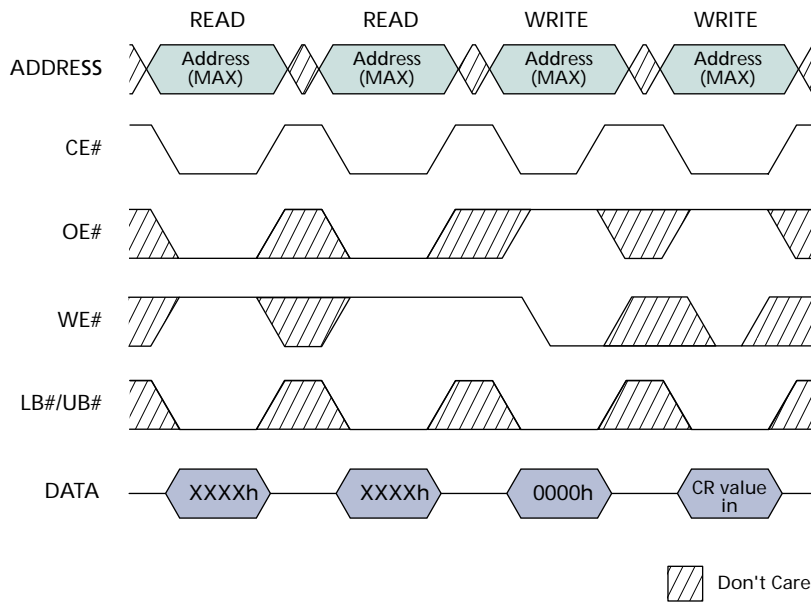 READ READ WRITE WRITE
ADDRESS Address Address Address Address
(MAX) (MAX) (MAX) (MAX)
CE#
OE#
WE#
LB#/UB#
DATA XXXXh XXXXh 0000h CR value
in
Don't Care